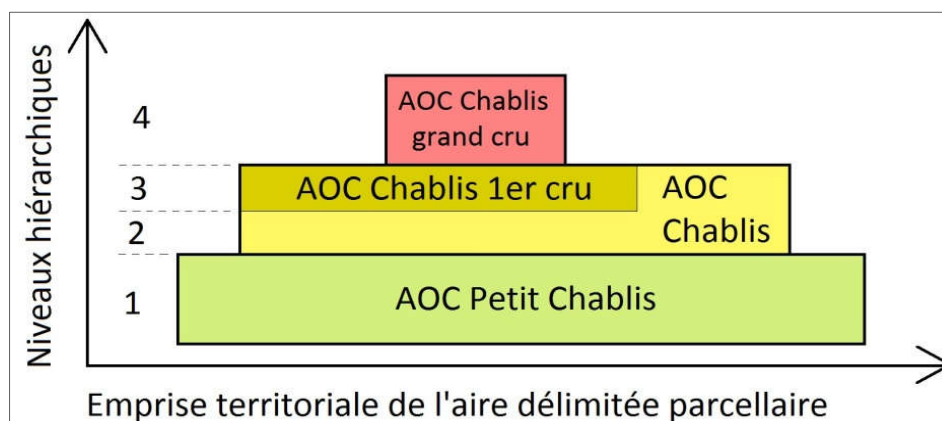 Niveaux hiérarchiques
4
AOC Chablis
grand cru
3
AOC Chablis 1er cru
AOC
Chablis
2
1
AOC Petit Chablis
Emprise territoriale de l'aire délimitée parcellaire